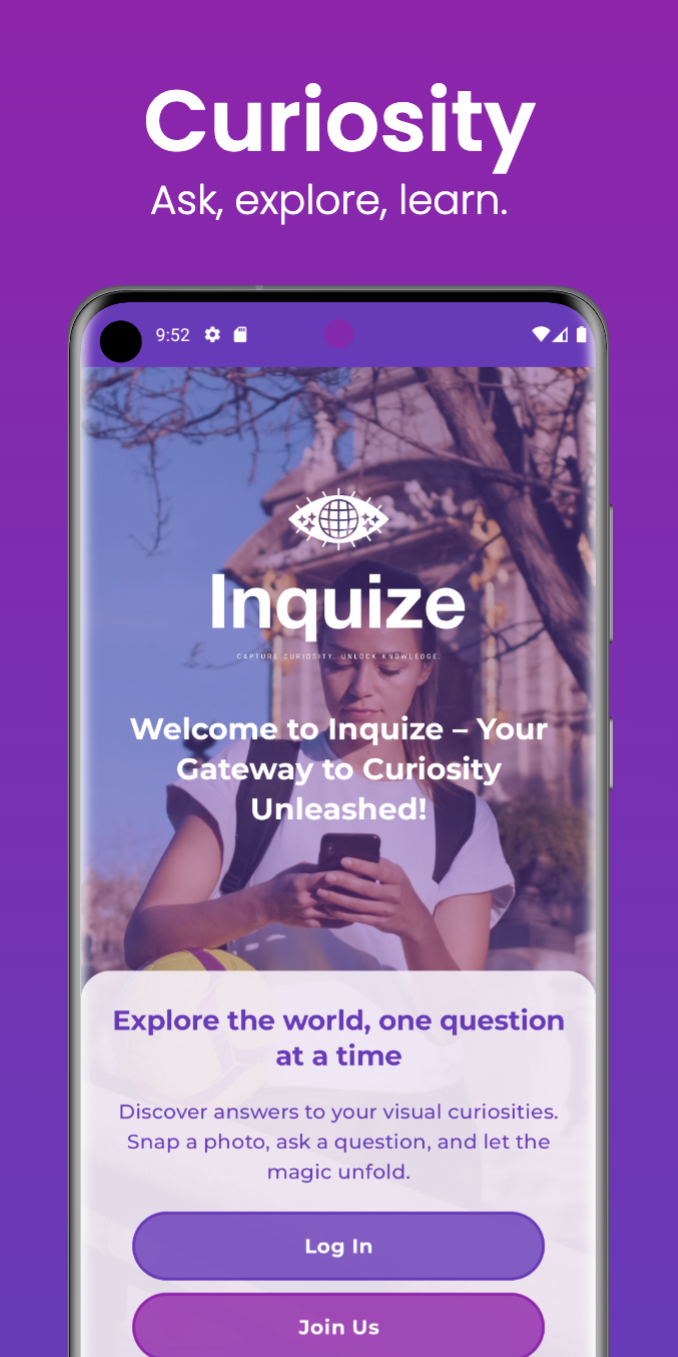 Curiosity
Ask, explore, learn.
9:52
Inquize
CAPTURE CURIOSITY. UNLOCK KNOWLEDGE.
Welcome to Inquize – Your
Gateway to Curiosity
Unleashed!
Explore the world, one question
at a time
Discover answers to your visual curiosities.
Snap a photo, ask a question, and let the
magic unfold.
Log In
Join Us